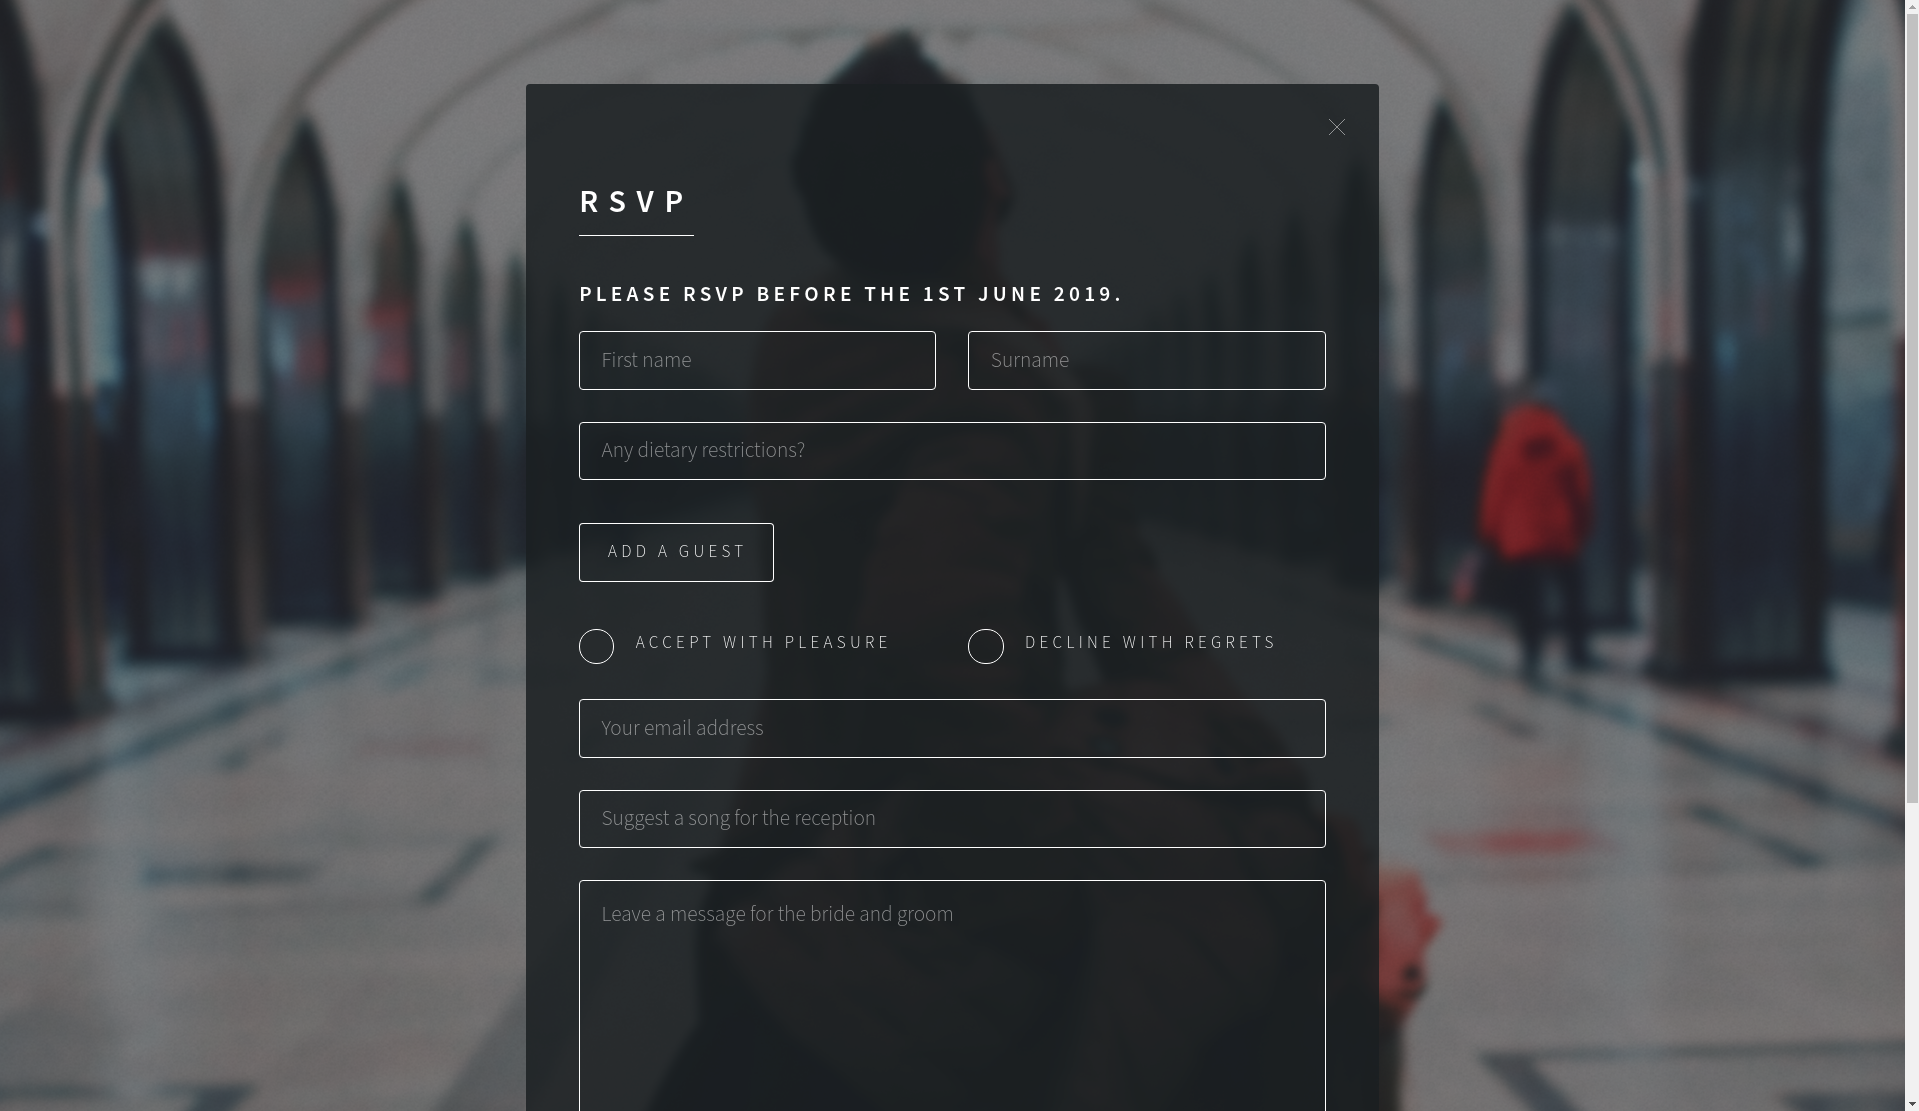 RSVP
PLEASE RSVP BEFORE THE 1ST JUNE 2019.
First name
Surname
Any dietary restrictions?
ADD A GUEST
ACCEPT WITH PLEASURE
DECLINE WITH REGRETS
Your email address
Suggest a song for the reception
Leave a message for the bride and groom